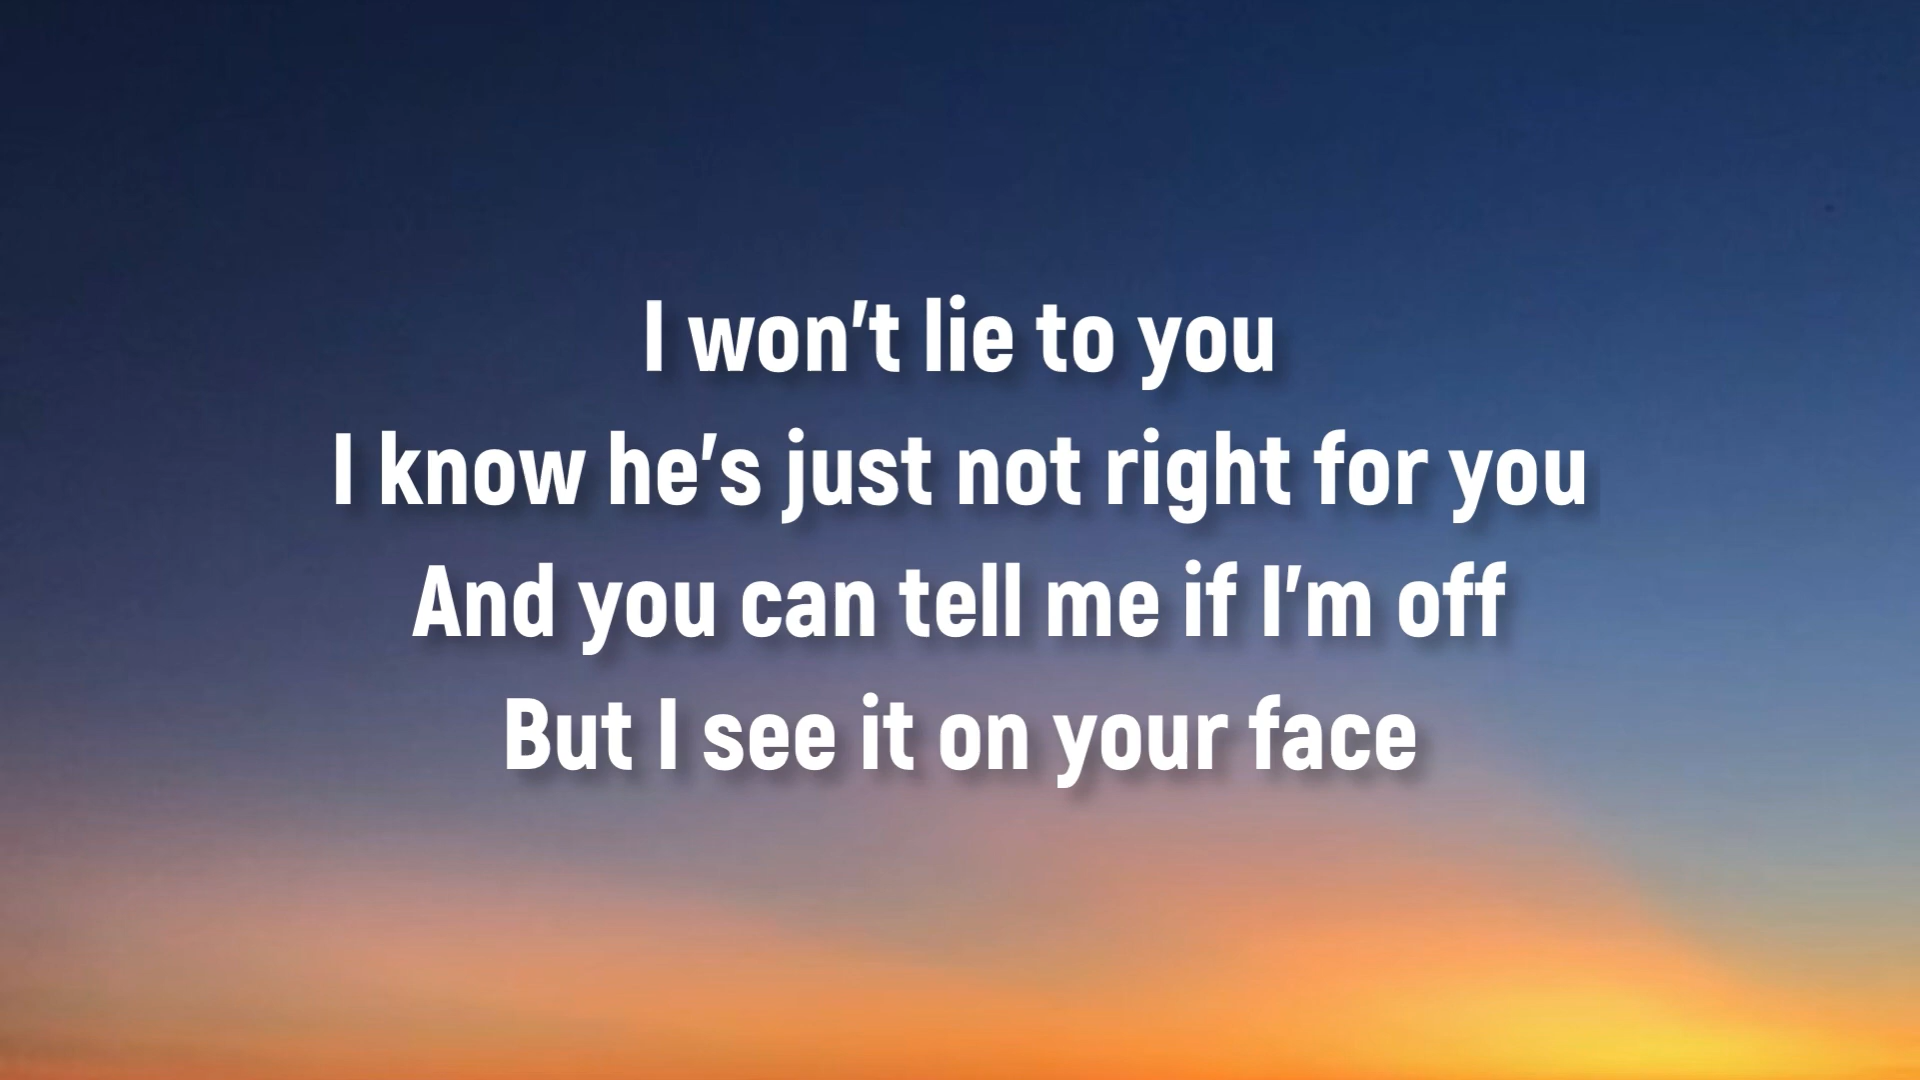 I won't lie to you
I know he's just not right for you
And you can tell me if I'm off
But I see it on your face